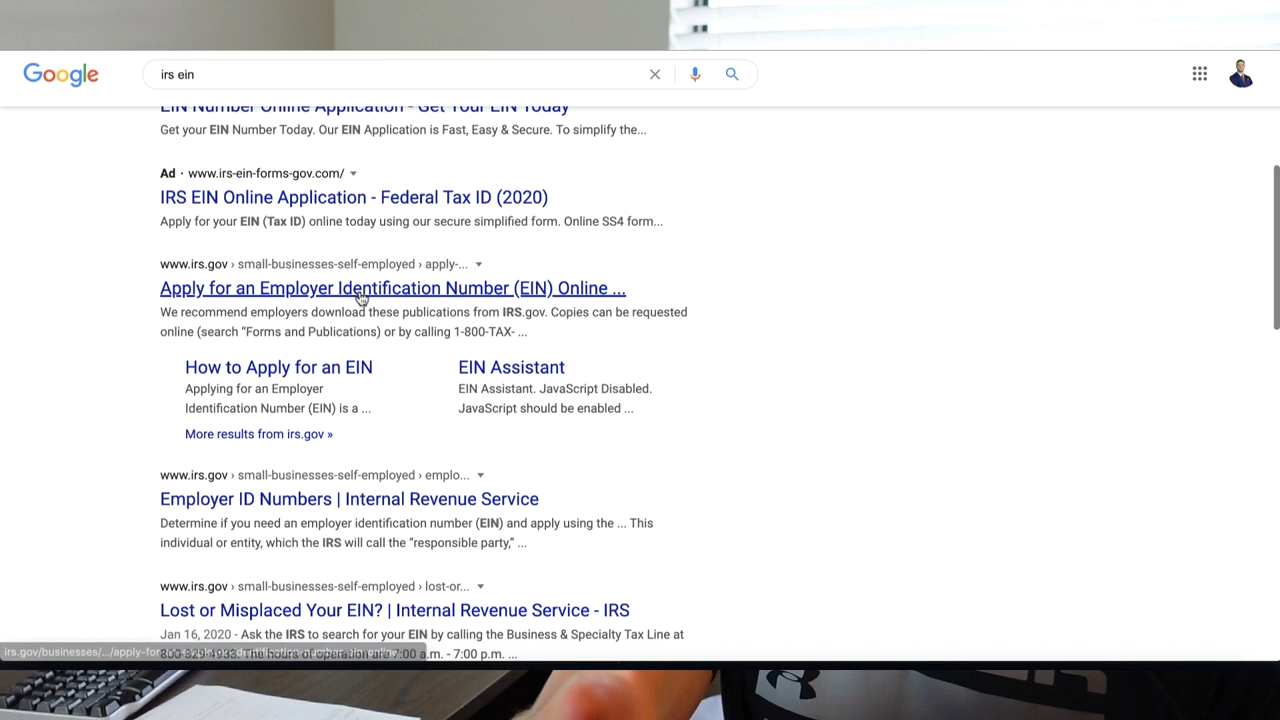 Google
irs ein
EIN Number Online Application - Get Your EIN Today
Get your EIN Number Today. Our EIN Application is Fast, Easy & Secure. To simplify the...
Ad · www.irs-ein-forms-gov.com/
IRS EIN Online Application - Federal Tax ID (2020)
Apply for your EIN (Tax ID) online today using our secure simplified form. Online SS4 form...
www.irs.gov › small-businesses-self-employed › apply-...
Apply for an Employer Identification Number (EIN) Online ...
We recommend employers download these publications from IRS.gov. Copies can be requested
online (search “Forms and Publications) or by calling 1-800-TAX- ...
How to Apply for an EIN
Applying for an Employer
Identification Number (EIN) is a ...
EIN Assistant
EIN Assistant. JavaScript Disabled.
JavaScript should be enabled ...
More results from irs.gov »
www.irs.gov › small-businesses-self-employed › emplo...
Employer ID Numbers | Internal Revenue Service
Determine if you need an employer identification number (EIN) and apply using the ... This
individual or entity, which the IRS will call the “responsible party,” ...
www.irs.gov › small-businesses-self-employed › lost-or...
Lost or Misplaced Your EIN? | Internal Revenue Service - IRS
Jan 16, 2020 - Ask the IRS to search for your EIN by calling the Business & Specialty Tax Line at
The hours of operation are 7:00 a.m. - 7:00 p.m. ...
irs.gov/businesses/.../apply-for